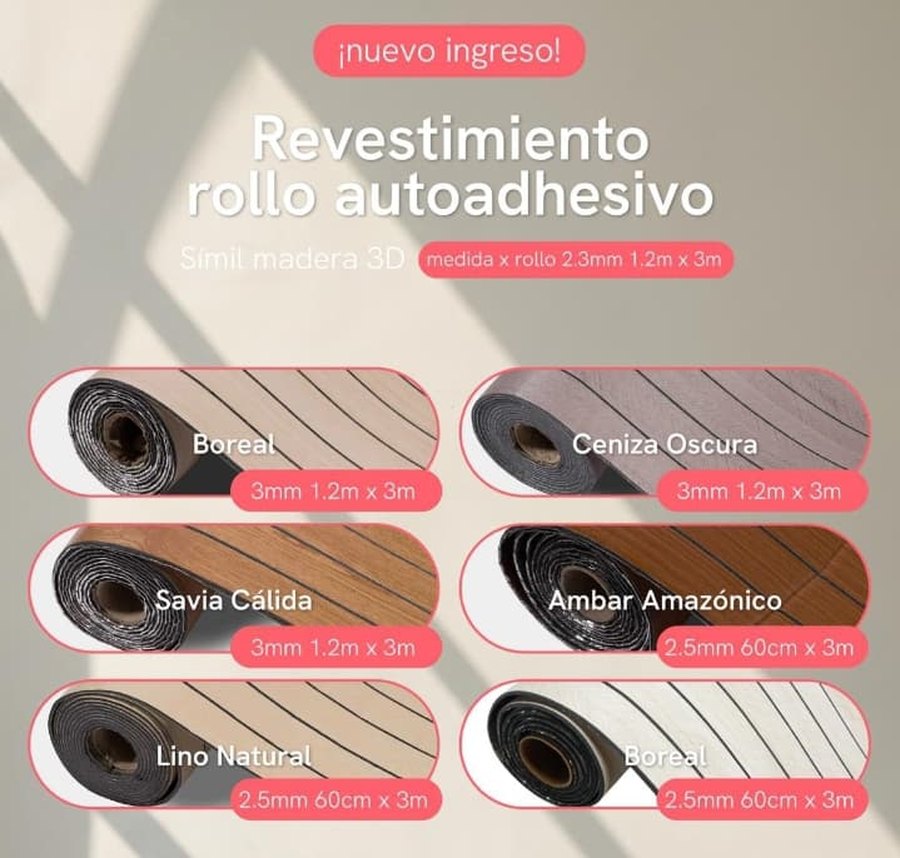 ¡nuevo ingreso!
Revestimiento
rollo autoadhesivo
Símil madera 3D medida x rollo 2.3mm 1.2m x 3m
Boreal
3mm 1.2m x 3m
Ceniza Oscura
3mm 1.2m x 3m
Savia Cálida
3mm 1.2m x 3m
Ambar Amazónico
2.5mm 60cm x 3m
Lino Natural
2.5mm 60cm x 3m
Boreal
2.5mm 60cm x 3m